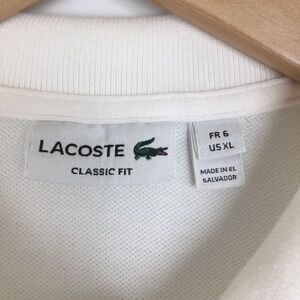 LACOSTE
CLASSIC FIT
FR 6
US XL
MADE IN EL
SALVADOR